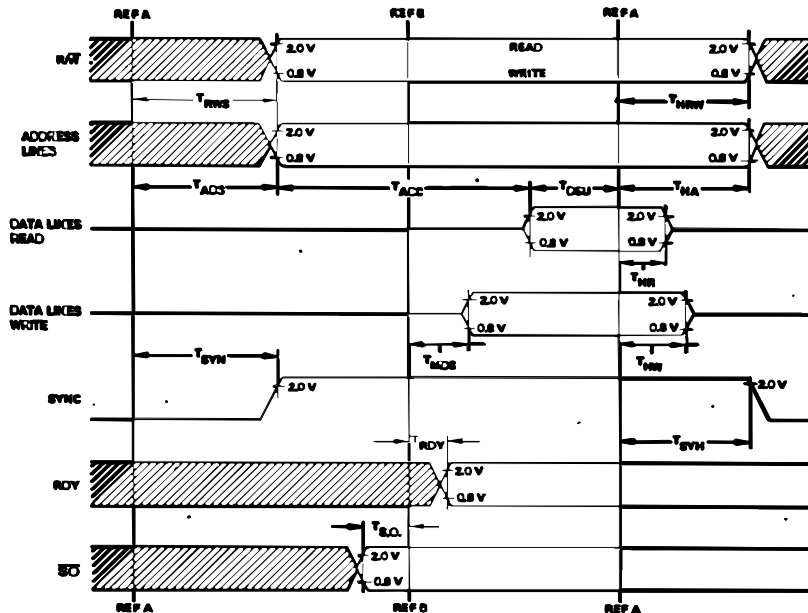 REF A REF B REF A
R/W 2.0 V READ 2.0 V
0.8 V WRITE 0.8 V
TRWS THRW
ADDRESS LINES 2.0 V 2.0 V
0.8 V 0.8 V
TADS TACC TDSU THA
DATA LINES READ 2.0 V 2.0 V
0.8 V 0.8 V
THR
DATA LINES WRITE 2.0 V 2.0 V
0.8 V 0.8 V
TMDS THW
TSYN
SYNC 2.0 V 2.0 V
TRDY TSYH
RDY 2.0 V
0.8 V
TS.O.
SO 2.0 V
0.8 V
REF A REF B REF A